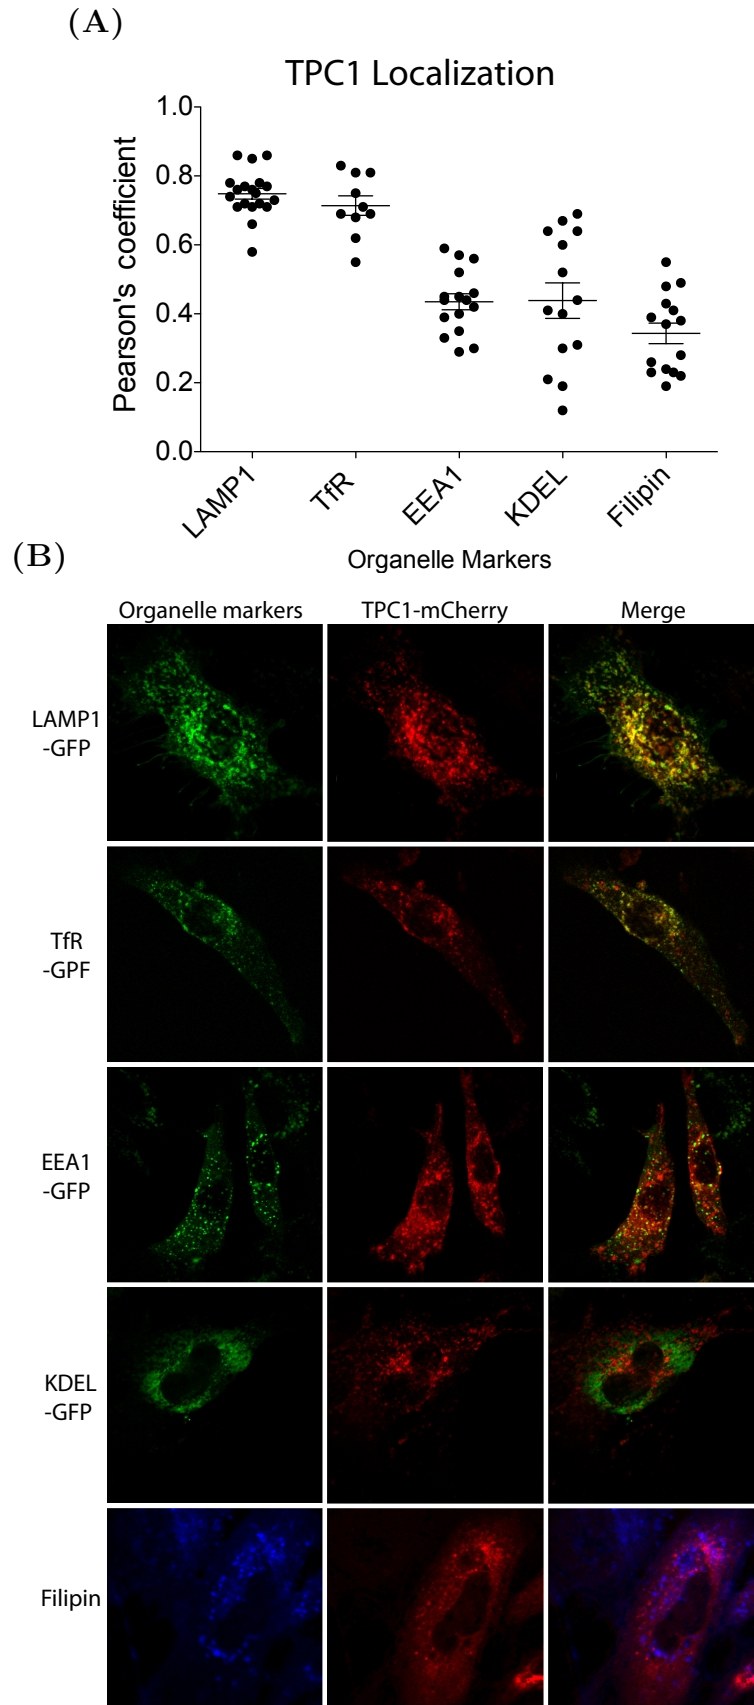 (A)
TPC1 Localization
Pearson's coefficient
1.0
0.8
0.6
0.4
0.2
0.0
LAMP1
TfR
EEA1
KDEL
Filipin
Organelle Markers
(B)
Organelle markers
TPC1-mCherry
Merge
LAMP1
-GFP
TfR
-GPF
EEA1
-GFP
KDEL
-GFP
Filipin